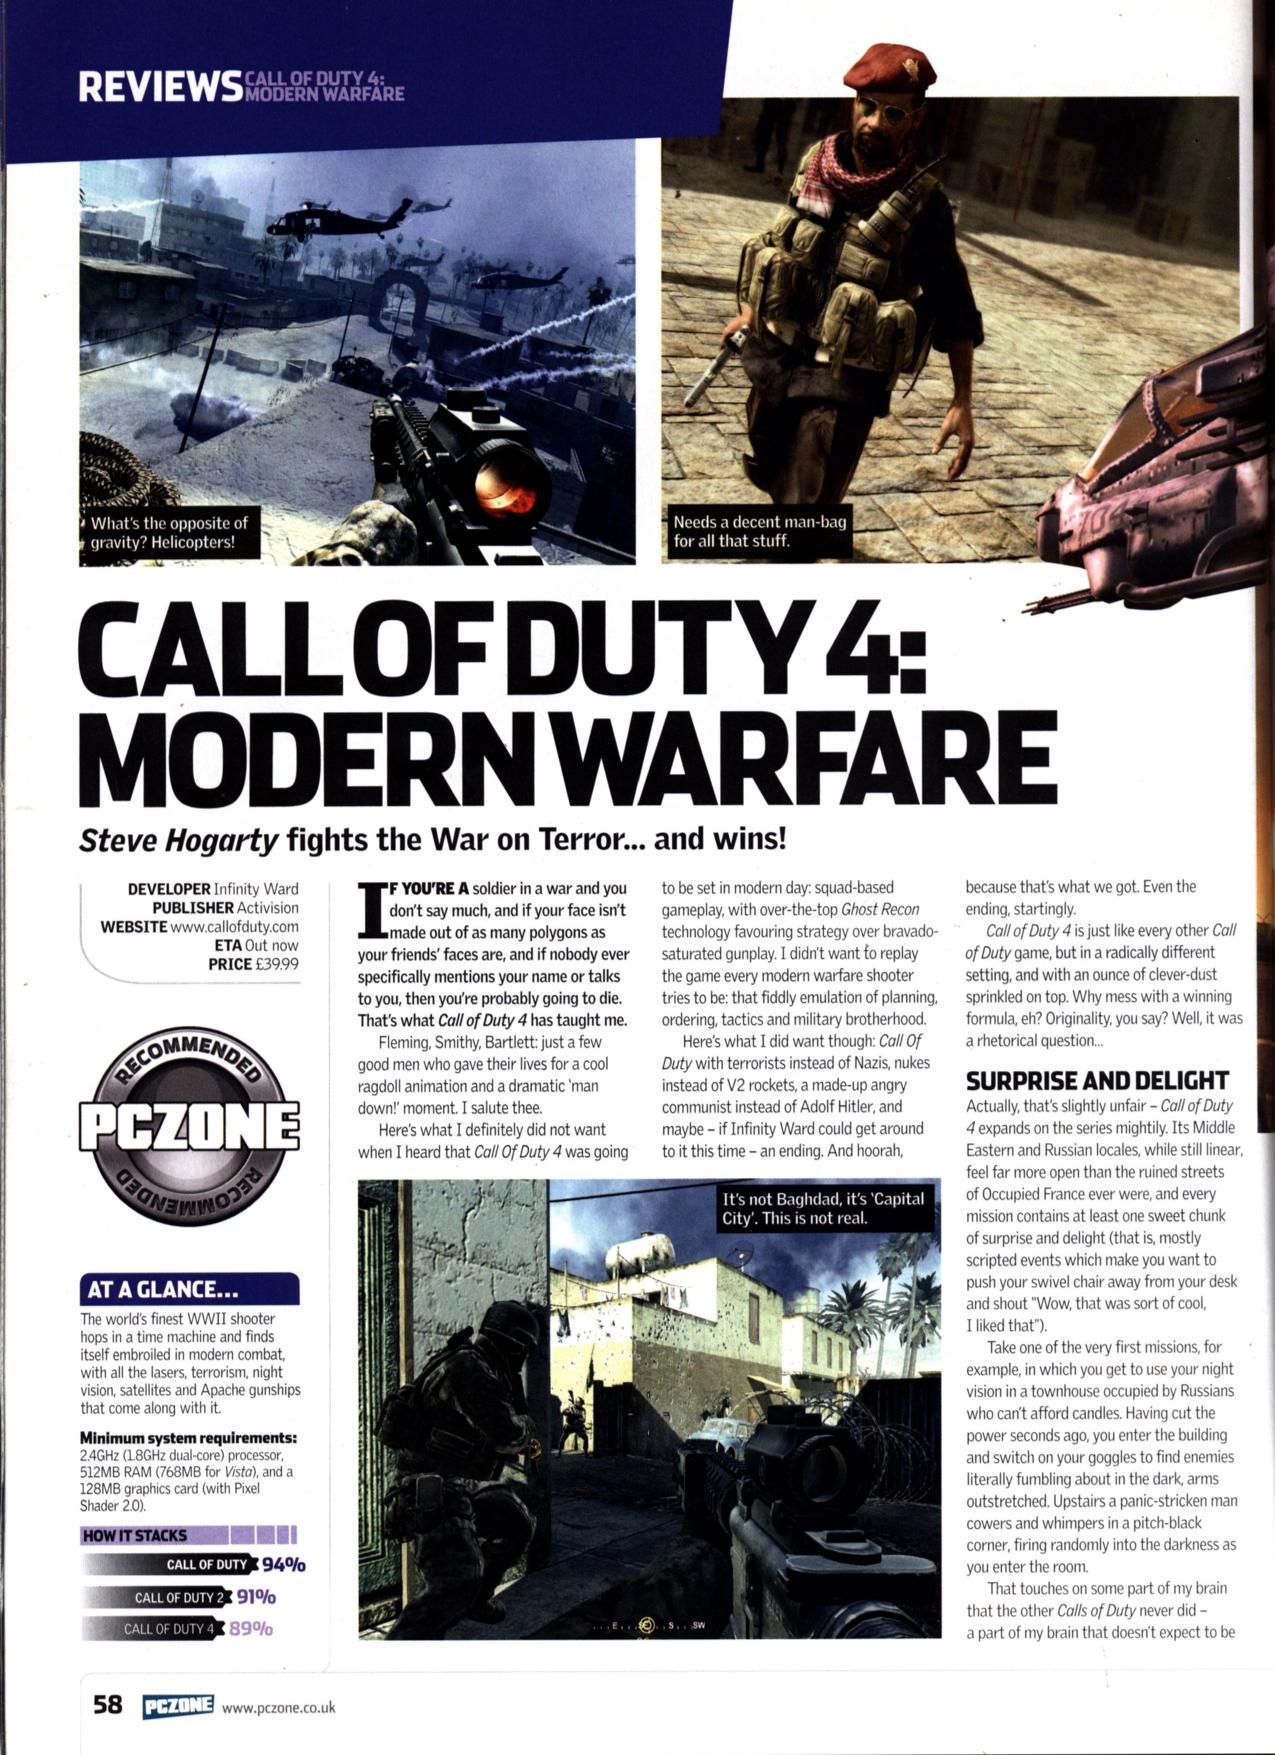 REVIEWS CALL OF DUTY 4:
MODERN WARFARE
What's the opposite of
gravity? Helicopters!
Needs a decent man-bag
for all that stuff.
CALL OF DUTY 4:
MODERN WARFARE
Steve Hogarty fights the War on Terror... and wins!
DEVELOPER Infinity Ward
PUBLISHER Activision
WEBSITE www.callofduty.com
ETA Out now
PRICE £39.99
RECOMMENDED
PCZONE
RECOMMENDED
AT A GLANCE...
The world's finest WWII shooter
hops in a time machine and finds
itself embroiled in modern combat,
with all the lasers, terrorism, night
vision, satellites and Apache gunships
that come along with it.
Minimum system requirements:
2.4GHz (1.8GHz dual-core) processor,
512MB RAM (768MB for Vista), and a
128MB graphics card (with Pixel
Shader 2.0).
HOW IT STACKS
CALL OF DUTY 94%
CALL OF DUTY 2 91%
CALL OF DUTY 4 89%
IF YOU'RE A soldier in a war and you
don't say much, and if your face isn't
made out of as many polygons as
your friends' faces are, and if nobody ever
specifically mentions your name or talks
to you, then you're probably going to die.
That's what Call of Duty 4 has taught me.
Fleming, Smithy, Bartlett: just a few
good men who gave their lives for a cool
ragdoll animation and a dramatic 'man
down!' moment. I salute thee.
Here's what I definitely did not want
when I heard that Call Of Duty 4 was going
to be set in modern day: squad-based
gameplay, with over-the-top Ghost Recon
technology favouring strategy over bravado-
saturated gunplay. I didn't want to replay
the game every modern warfare shooter
tries to be: that fiddly emulation of planning,
ordering, tactics and military brotherhood.
Here's what I did want though: Call Of
Duty with terrorists instead of Nazis, nukes
instead of V2 rockets, a made-up angry
communist instead of Adolf Hitler, and
maybe – if Infinity Ward could get around
to it this time – an ending. And hoorah,
It's not Baghdad, it's 'Capital
City'. This is not real.
E S SW
because that's what we got. Even the
ending, startingly.
Call of Duty 4 is just like every other Call
of Duty game, but in a radically different
setting, and with an ounce of clever-dust
sprinkled on top. Why mess with a winning
formula, eh? Originality, you say? Well, it was
a rhetorical question...
SURPRISE AND DELIGHT
Actually, that's slightly unfair – Call of Duty
4 expands on the series mightily. Its Middle
Eastern and Russian locales, while still linear,
feel far more open than the ruined streets
of Occupied France ever were, and every
mission contains at least one sweet chunk
of surprise and delight (that is, mostly
scripted events which make you want to
push your swivel chair away from your desk
and shout "Wow, that was sort of cool,
I liked that").
Take one of the very first missions, for
example, in which you get to use your night
vision in a townhouse occupied by Russians
who can't afford candles. Having cut the
power seconds ago, you enter the building
and switch on your goggles to find enemies
literally fumbling about in the dark, arms
outstretched. Upstairs a panic-stricken man
cowers and whimpers in a pitch-black
corner, firing randomly into the darkness as
you enter the room.
That touches on some part of my brain
that the other Calls of Duty never did –
a part of my brain that doesn't expect to be
58 PCZONE www.pczone.co.uk